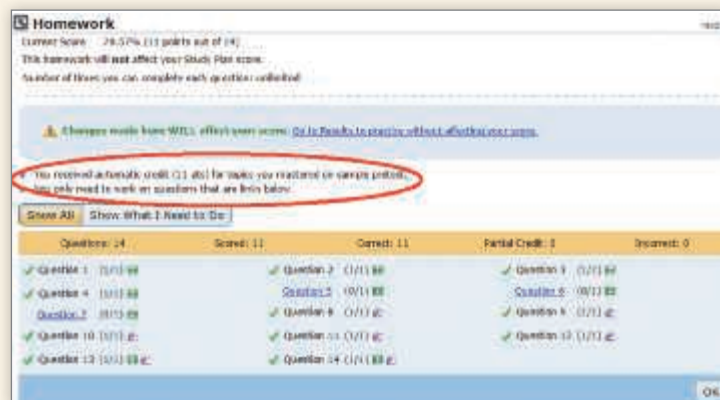 Homework
Current Score: (11 points out of 14)
This homework will not affect your Study Plan score.
Number of times you can complete each question: unlimited
Changes made here WILL affect your score. Go to Results to practice without affecting your score.
You received automatic credit (11 pts) for topics you mastered on sample pretest.
You only need to work on questions that are links below.
Show All Show What I Need to Do
Questions: 14 Scored: 11 Correct: 11 Partial Credit: 0 Incorrect: 0
Question 1 (1/1) Question 2 (1/1) Question 3 (1/1)
Question 4 (1/1) Question 5 (0/1) Question 6 (0/1)
Question 7 (0/1) Question 8 (1/1) Question 9 (1/1)
Question 10 (1/1) Question 11 (1/1) Question 12 (1/1)
Question 13 (1/1) Question 14 (1/1)
OK